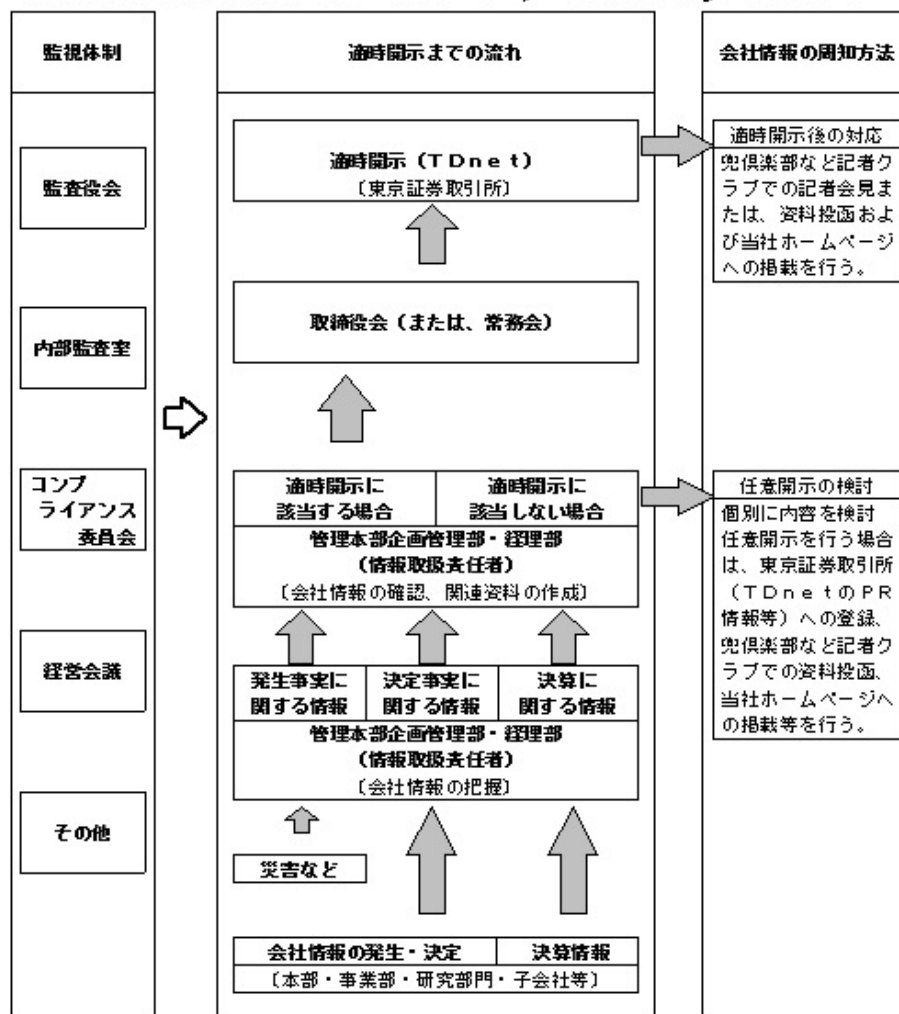 監視体制
監査役会
内部監査室
コンプ
ライアンス
委員会
経営会議
その他
適時開示までの流れ
適時開示（TDnet）
〔東京証券取引所〕
取締役会（または、常務会）
適時開示に
該当する場合
適時開示に
該当しない場合
管理本部企画管理部・経理部
（情報取扱責任者）
〔会社情報の確認、関連資料の作成〕
発生事実に
関する情報
決定事実に
関する情報
決算に
関する情報
管理本部企画管理部・経理部
（情報取扱責任者）
〔会社情報の把握〕
災害など
会社情報の発生・決定
決算情報
〔本部・事業部・研究部門・子会社等〕
会社情報の周知方法
適時開示後の対応
兜倶楽部など記者ク
ラブでの記者会見ま
たは、資料投函およ
び当社ホームページ
への掲載を行う。
任意開示の検討
個別に内容を検討
任意開示を行う場合
は、東京証券取引所
（TDnetのPR
情報等）への登録、
兜倶楽部など記者ク
ラブでの資料投函、
当社ホームページへ
の掲載等を行う。